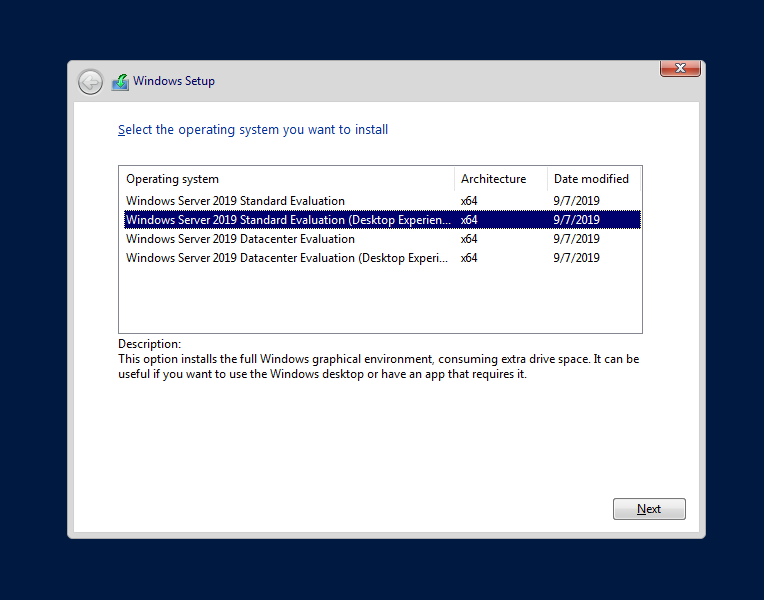 Windows Setup
Select the operating system you want to install
Operating system Architecture Date modified
Windows Server 2019 Standard Evaluation x64 9/7/2019
Windows Server 2019 Standard Evaluation (Desktop Experien... x64 9/7/2019
Windows Server 2019 Datacenter Evaluation x64 9/7/2019
Windows Server 2019 Datacenter Evaluation (Desktop Experi... x64 9/7/2019
Description:
This option installs the full Windows graphical environment, consuming extra drive space. It can be
useful if you want to use the Windows desktop or have an app that requires it.
Next